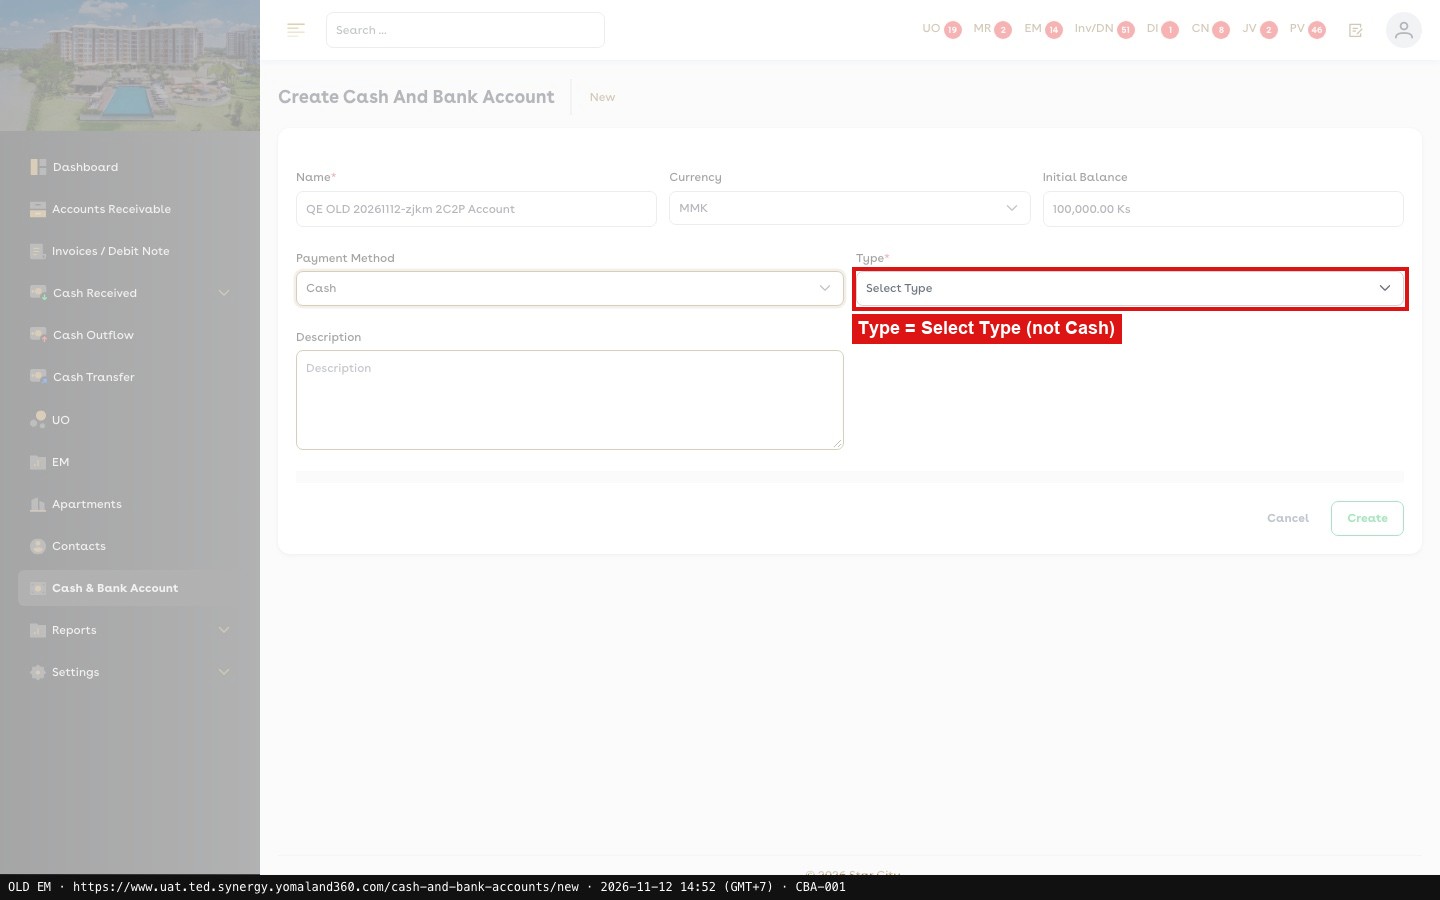 Search ...
UO 19 MR 2 EM 14 Inv/DN 51 DI 1 CN 8 JV 2 PV 46
Create Cash And Bank Account
New
Dashboard
Accounts Receivable
Invoices / Debit Note
Cash Received
Cash Outflow
Cash Transfer
UO
EM
Apartments
Contacts
Cash & Bank Account
Reports
Settings
Name*
Currency
Initial Balance
QE OLD 20261112-zjkm 2C2P Account
MMK
100,000.00 Ks
Payment Method
Type*
Cash
Select Type
Type = Select Type (not Cash)
Description
Description
Cancel
Create
© 2026 Star City
OLD EM · https://www.uat.ted.synergy.yomaland360.com/cash-and-bank-accounts/new · 2026-11-12 14:52 (GMT+7) · CBA-001